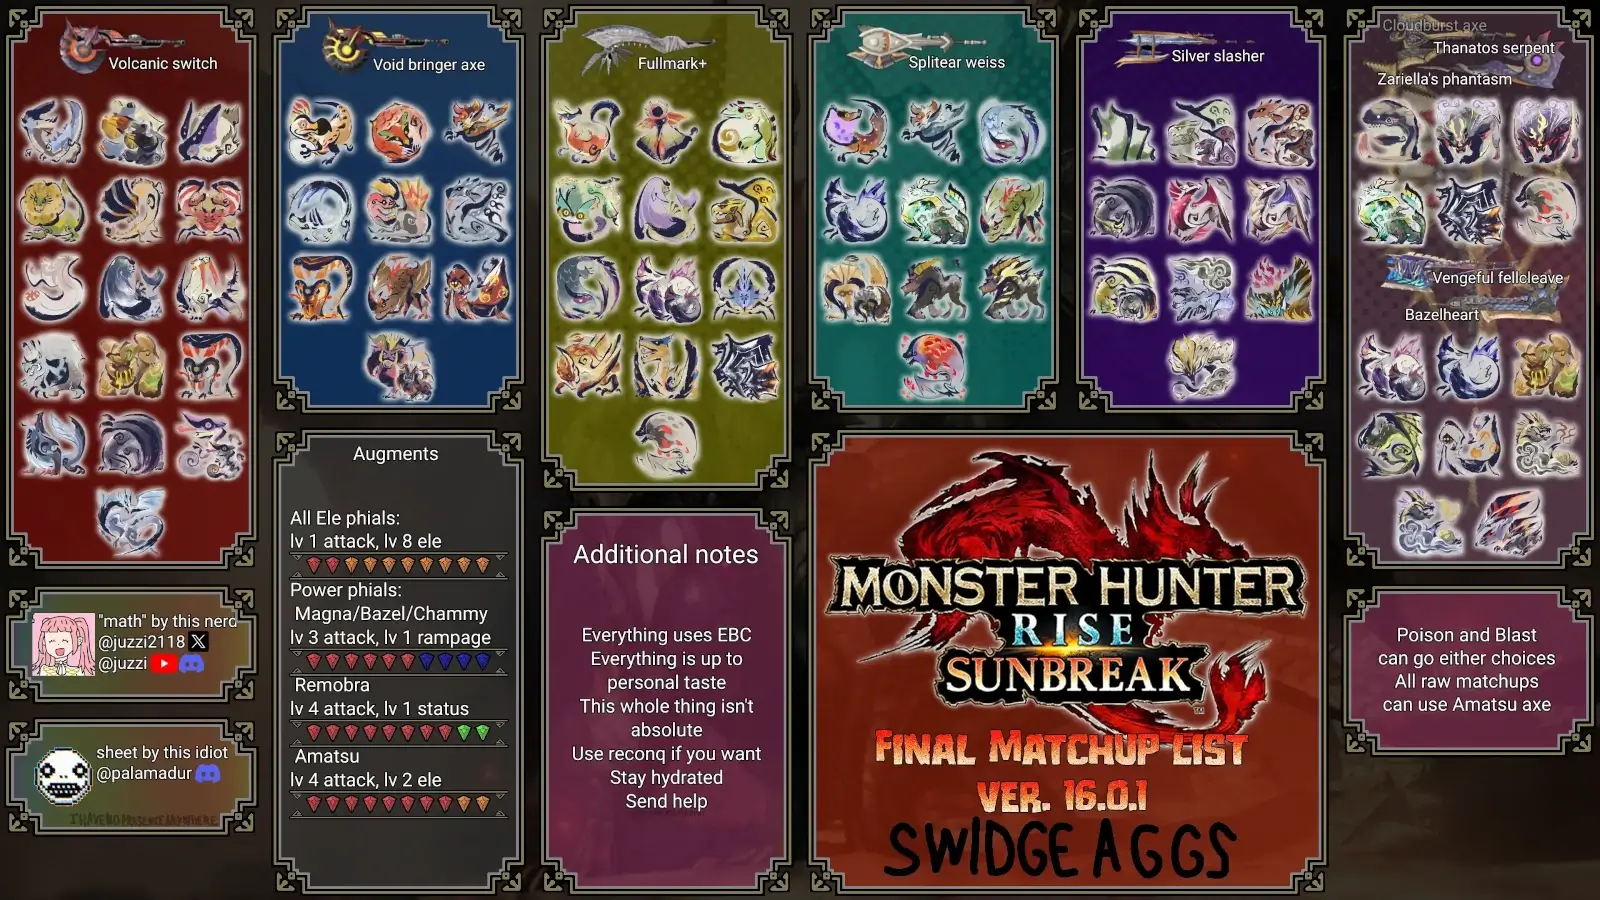 Volcanic switch
Void bringer axe
Fullmark+
Splitear weiss
Silver slasher
Cloudburst axe
Thanatos serpent
Zariella's phantasm
Vengeful fellcleave
Bazelheart
Augments
All Ele phials:
lv 1 attack, lv 8 ele
Power phials:
Magna/Bazel/Chammy
lv 3 attack, lv 1 rampage
Remobra
lv 4 attack, lv 1 status
Amatsu
lv 4 attack, lv 2 ele
Additional notes
Everything uses EBC
Everything is up to
personal taste
This whole thing isn't
absolute
Use reconq if you want
Stay hydrated
Send help
MONSTER HUNTER
RISE
SUNBREAK
TM
FINAL MATCHUP LIST
VER. 16.0.1
SWIDGE AGGS
Poison and Blast
can go either choices
All raw matchups
can use Amatsu axe
"math" by this nerd
@juzzi2118 X
@juzzi
sheet by this idiot
@palamadur
I HAVE NO PRESENCE ANYWHERE